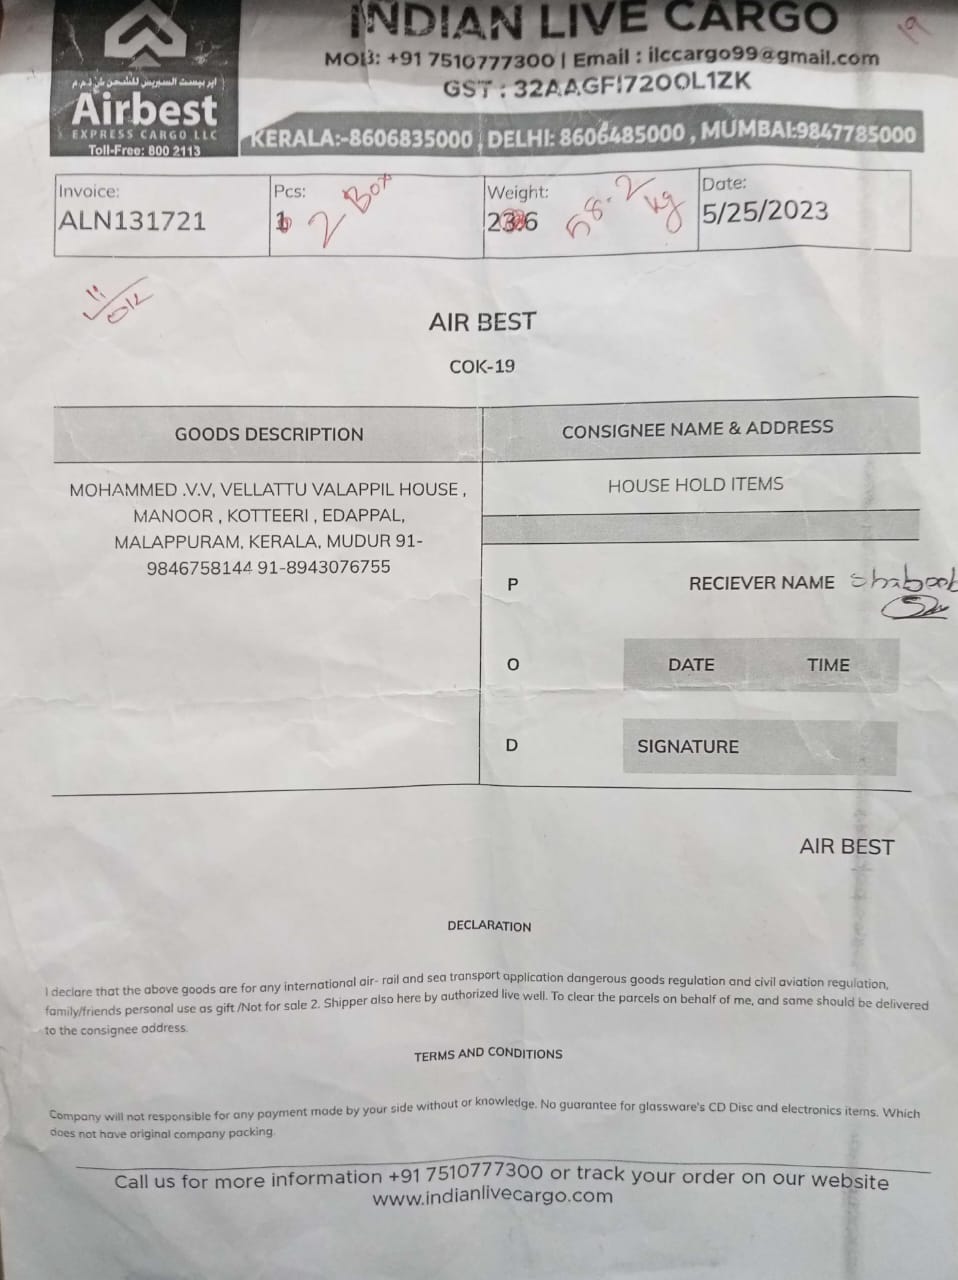 INDIAN LIVE CARGO
19
MOB: +91 7510777300 | Email : ilccargo99@gmail.com
GST : 32AAGFI7200L1ZK
اير بيست اكسبريس للشحن ش.ذ.م.م
Airbest
EXPRESS CARGO LLC
Toll-Free: 800 2113
KERALA:-8606835000 , DELHI: 8606485000 , MUMBAI:9847785000
Invoice:
ALN131721
Pcs:
1 2 Box
Weight:
23.6 58.2 kg
Date:
5/25/2023
OK
AIR BEST
COK-19
GOODS DESCRIPTION
CONSIGNEE NAME & ADDRESS
MOHAMMED .V.V, VELLATTU VALAPPIL HOUSE ,
MANOOR , KOTTEERI , EDAPPAL,
MALAPPURAM, KERALA, MUDUR 91-
9846758144 91-8943076755
HOUSE HOLD ITEMS
P
RECIEVER NAME Shabeeb
O
DATE TIME
D
SIGNATURE
AIR BEST
DECLARATION
I declare that the above goods are for any international air- rail and sea transport application dangerous goods regulation and civil aviation regulation,
family/friends personal use as gift /Not for sale 2. Shipper also here by authorized live well. To clear the parcels on behalf of me, and same should be delivered
to the consignee address.
TERMS AND CONDITIONS
Company will not responsible for any payment made by your side without or knowledge. No guarantee for glassware's CD Disc and electronics items. Which
does not have original company packing.
Call us for more information +91 7510777300 or track your order on our website
www.indianlivecargo.com